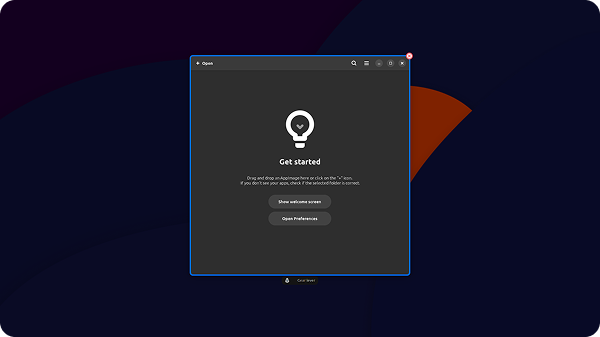 + Open
Get started
Drag and drop an AppImage here or click on the "+" icon.
If you don't see your apps, check if the selected folder is correct.
Show welcome screen
Open Preferences
Gear lever